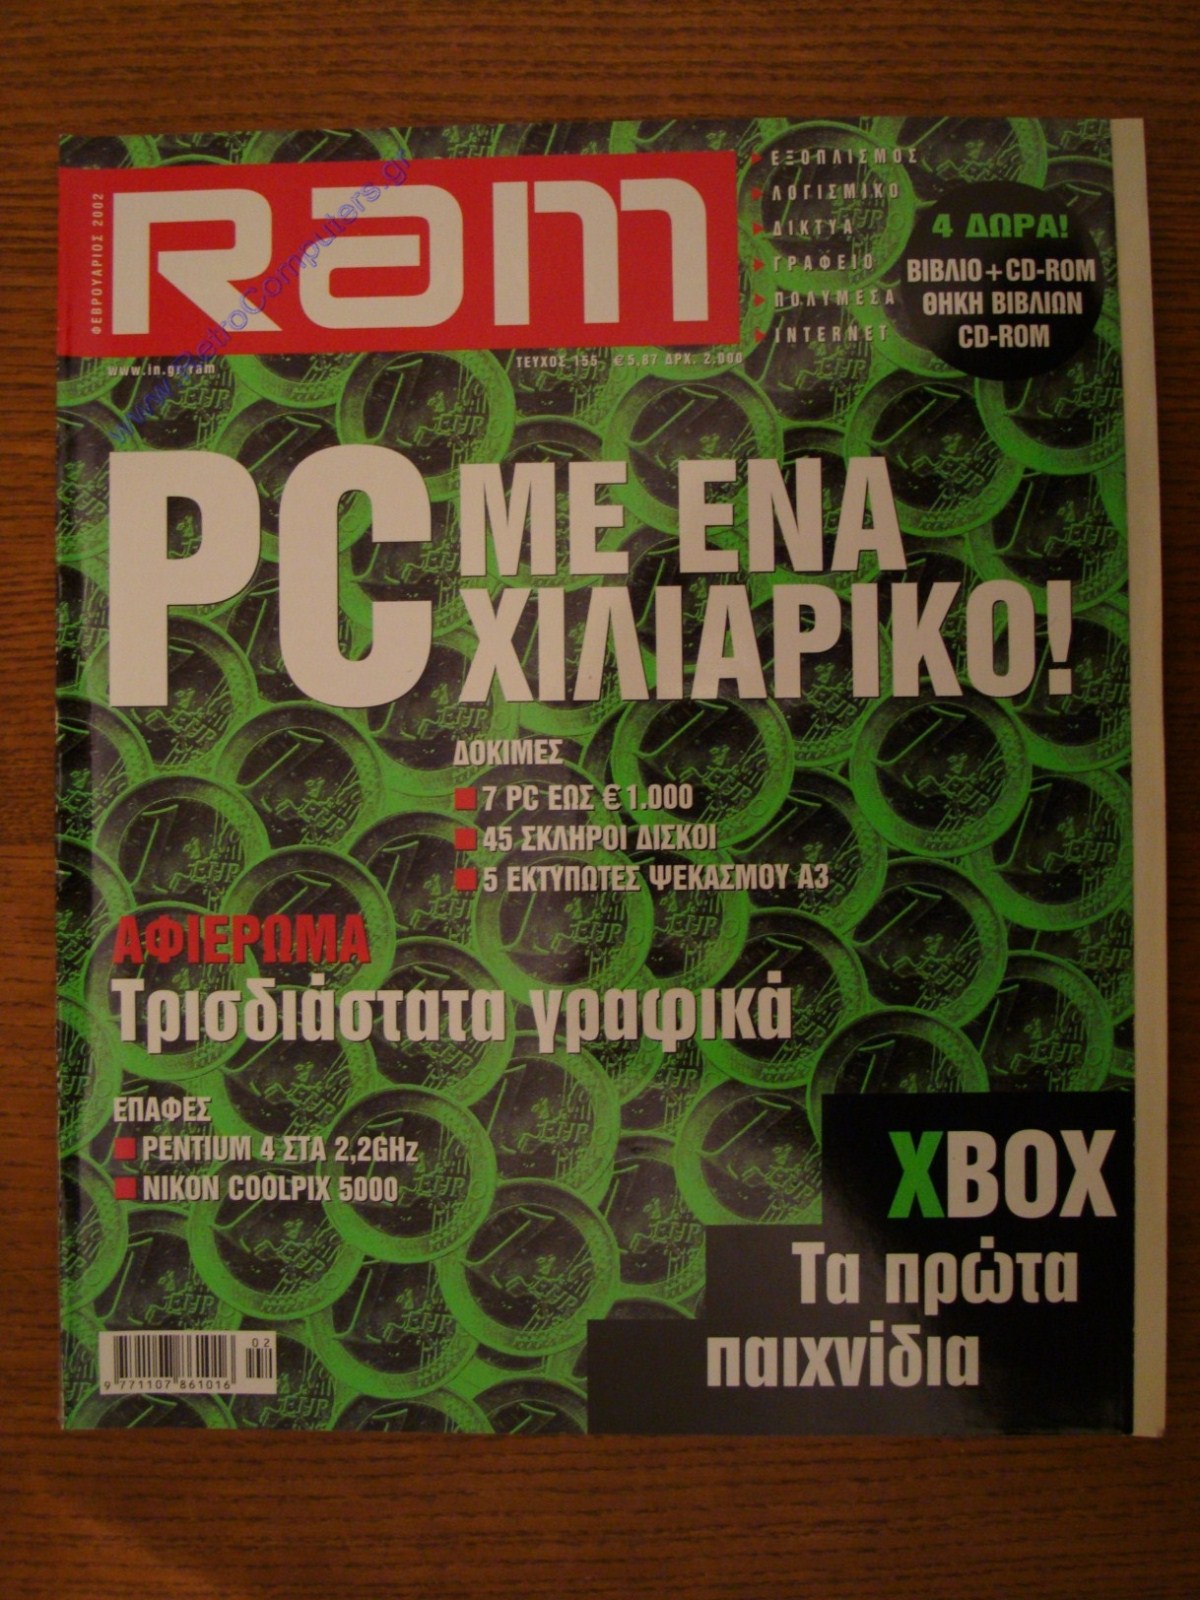 ΦΕΒΡΟΥΑΡΙΟΣ 2002
Ram
www.RetroComputers.gr
www.in.gr/ram
ΤΕΥΧΟΣ 155 €5,87 ΔΡΧ. 2.000
ΕΞΟΠΛΙΣΜΟΣ
ΛΟΓΙΣΜΙΚΟ
ΔΙΚΤΥΑ
ΓΡΑΦΕΙΟ
ΠΟΛΥΜΕΣΑ
INTERNET
4 ΔΩΡΑ!
ΒΙΒΛΙΟ+CD-ROM
ΘΗΚΗ ΒΙΒΛΙΩΝ
CD-ROM
PC ΜΕ ΕΝΑ
ΧΙΛΙΑΡΙΚΟ!
ΔΟΚΙΜΕΣ
7 PC ΕΩΣ €1.000
45 ΣΚΛΗΡΟΙ ΔΙΣΚΟΙ
5 ΕΚΤΥΠΩΤΕΣ ΨΕΚΑΣΜΟΥ Α3
ΑΦΙΕΡΩΜΑ
Τρισδιάστατα γραφικά
ΕΠΑΦΕΣ
PENTIUM 4 ΣΤΑ 2,2GHz
NIKON COOLPIX 5000
XBOX
Τα πρώτα
παιχνίδια
02
9 771107 861016